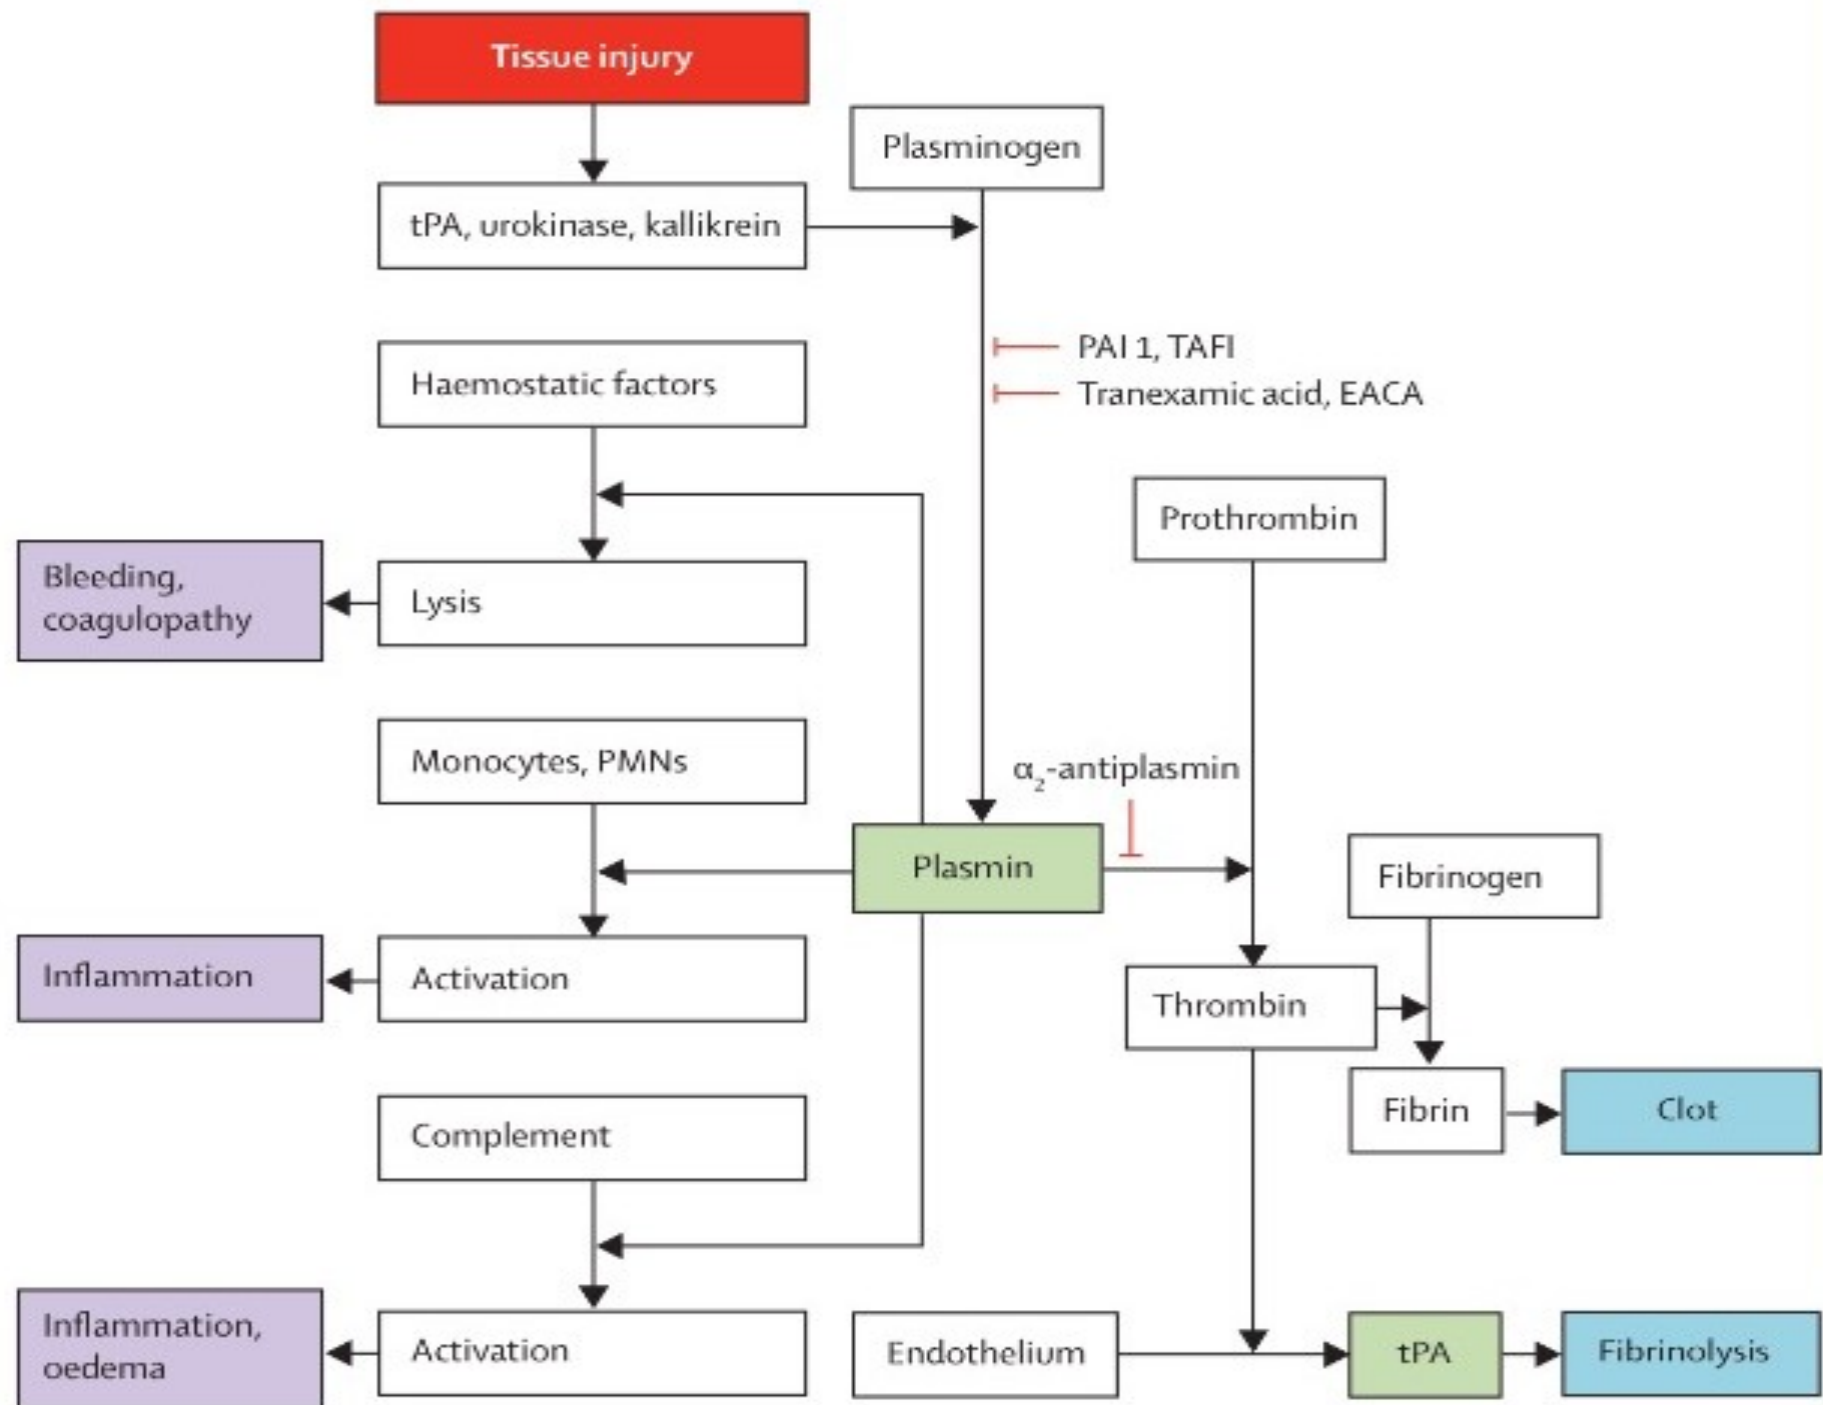 Tissue injury
Plasminogen
tPA, urokinase, kallikrein
PAI 1, TAFI
Haemostatic factors
Tranexamic acid, EACA
Prothrombin
Bleeding,
coagulopathy
Lysis
Monocytes, PMNs
α₂-antiplasmin
Plasmin
Fibrinogen
Inflammation
Activation
Thrombin
Fibrin
Clot
Complement
Inflammation,
oedema
Activation
Endothelium
tPA
Fibrinolysis